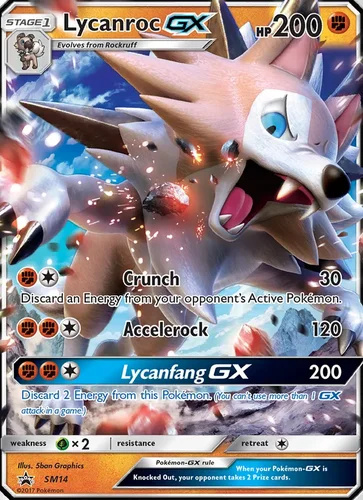 STAGE1 Lycanroc GX HP200
Evolves from Rockruff
Crunch 30
Discard an Energy from your opponent's Active Pokémon.
Accelerock 120
Lycanfang GX 200
Discard 2 Energy from this Pokémon. (You can't use more than 1 GX
attack in a game.)
weakness ×2 resistance retreat
Illus. 5ban Graphics
Pokémon-GX rule
When your Pokémon-GX is
Knocked Out, your opponent takes 2 Prize cards.
SM14
©2017 Pokémon